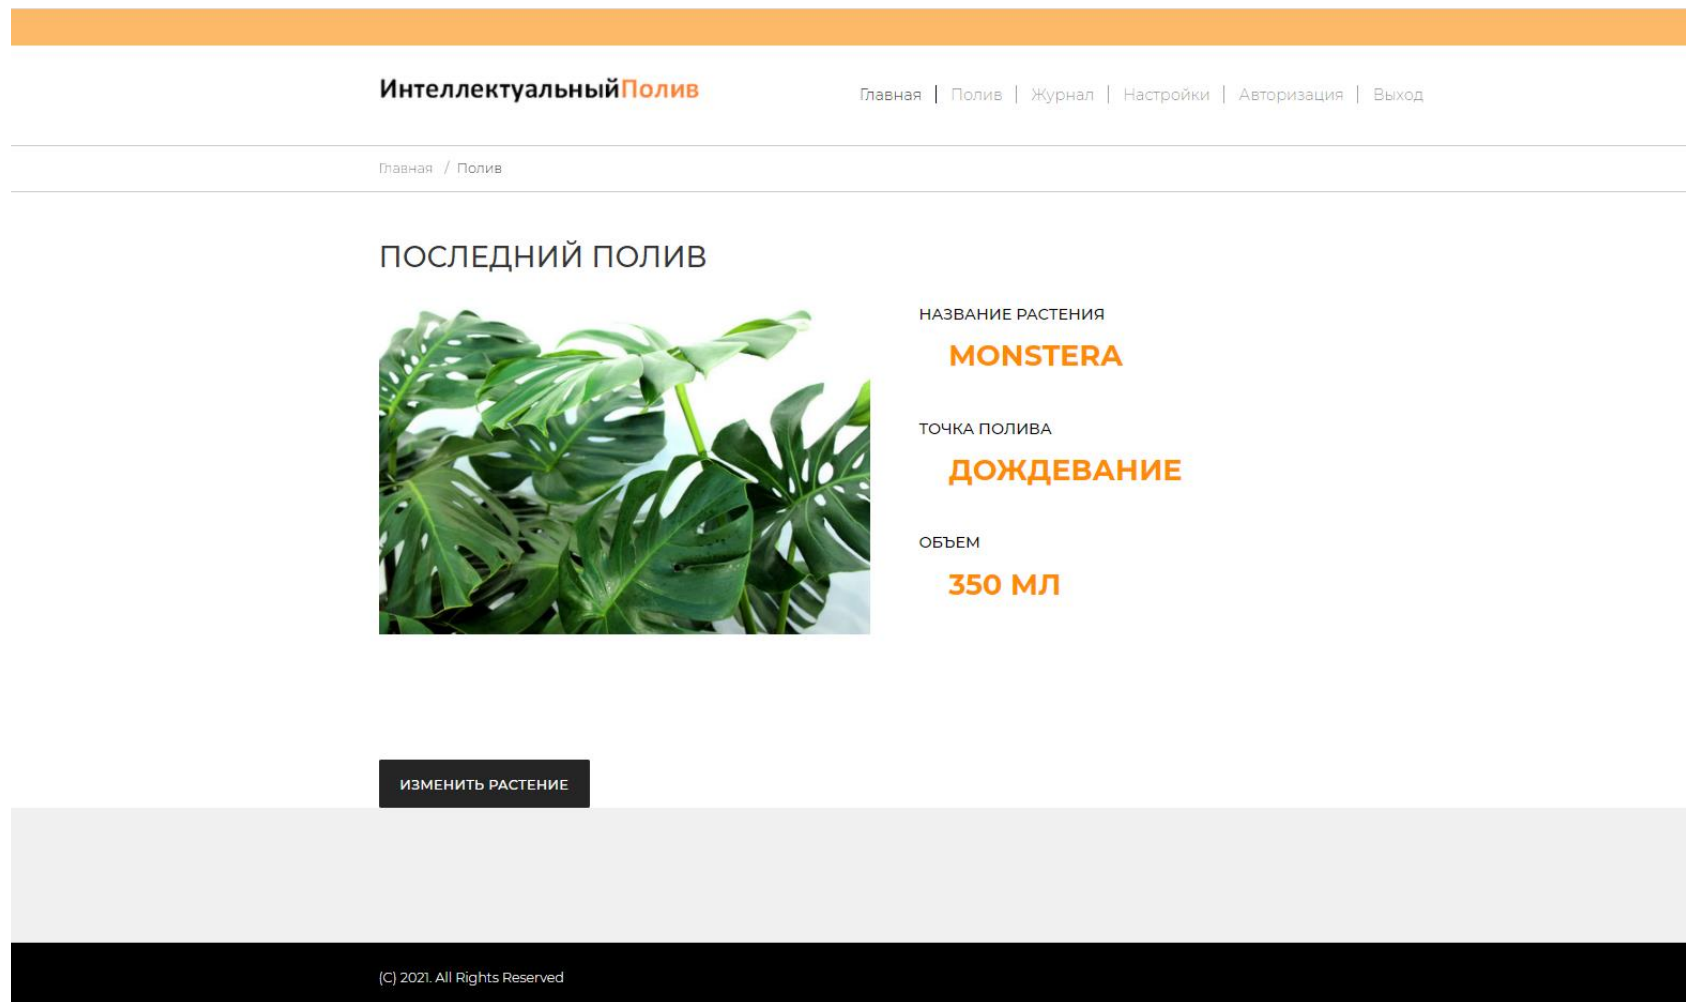 ИнтеллектуальныйПолив
Главная | Полив | Журнал | Настройки | Авторизация | Выход
Главная / Полив
ПОСЛЕДНИЙ ПОЛИВ
НАЗВАНИЕ РАСТЕНИЯ
MONSTERA
ТОЧКА ПОЛИВА
ДОЖДЕВАНИЕ
ОБЪЕМ
350 МЛ
ИЗМЕНИТЬ РАСТЕНИЕ
(C) 2021. All Rights Reserved